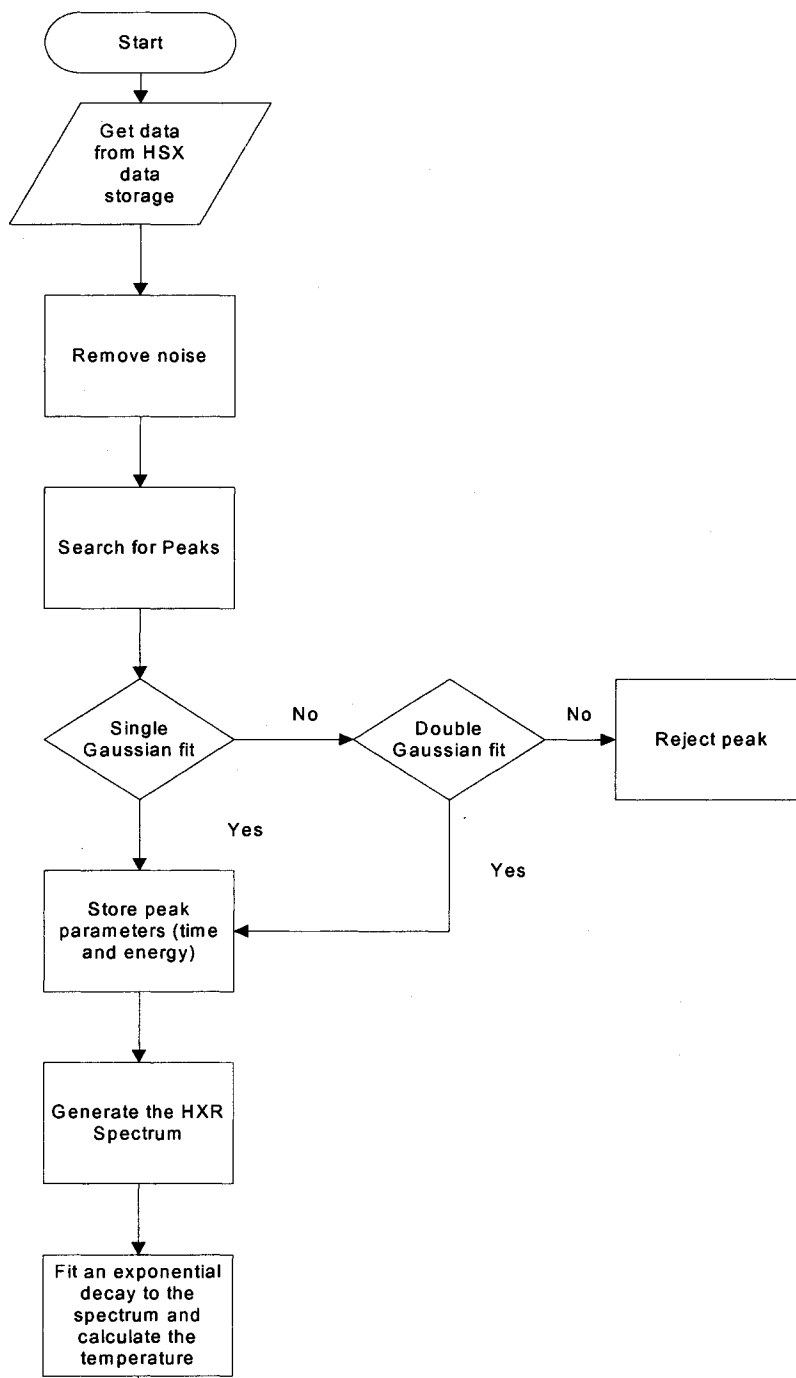 Start
Get data
from HSX
data
storage
Remove noise
Search for Peaks
Single
Gaussian fit
No
Double
Gaussian fit
No
Reject peak
Yes
Yes
Store peak
parameters (time
and energy)
Generate the HXR
Spectrum
Fit an exponential
decay to the
spectrum and
calculate the
temperature